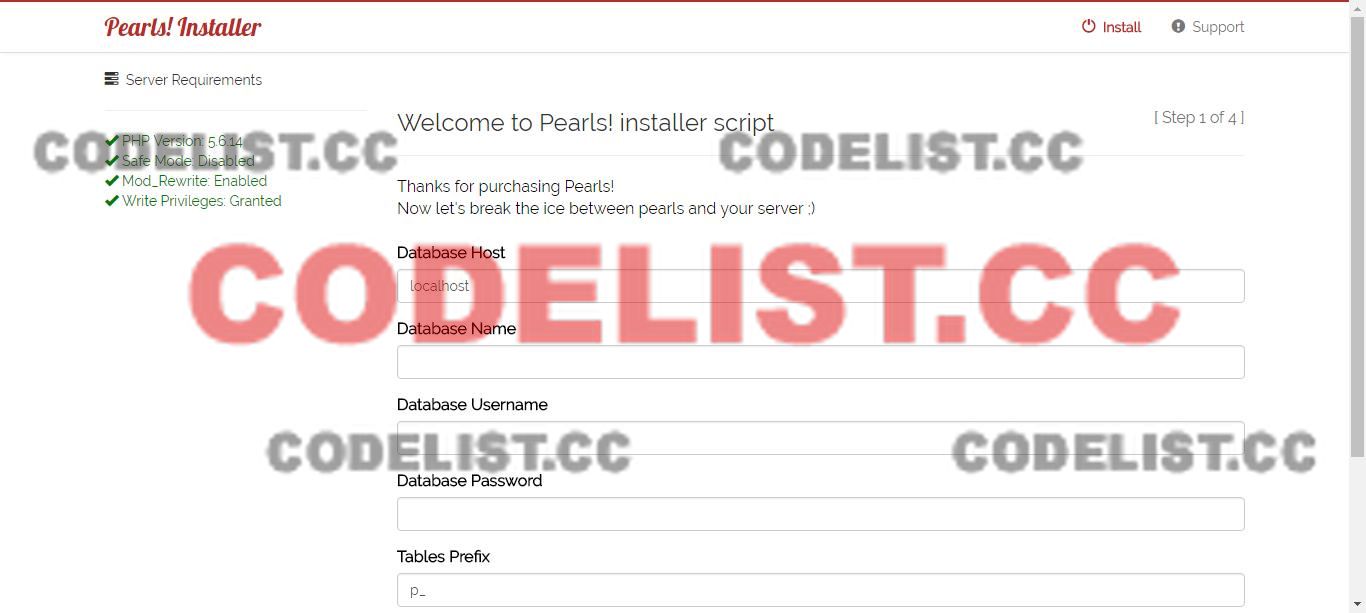 Pearls! Installer
Install
Support
Server Requirements
PHP Version: 5.6.14
Safe Mode: Disabled
Mod_Rewrite: Enabled
Write Privileges: Granted
Welcome to Pearls! installer script
[ Step 1 of 4 ]
Thanks for purchasing Pearls!
Now let's break the ice between pearls and your server ;)
Database Host
localhost
Database Name
Database Username
Database Password
Tables Prefix
p_
CODELIST.CC
CODELIST.CC
CODELIST.CC
CODELIST.CC
CODELIST.CC